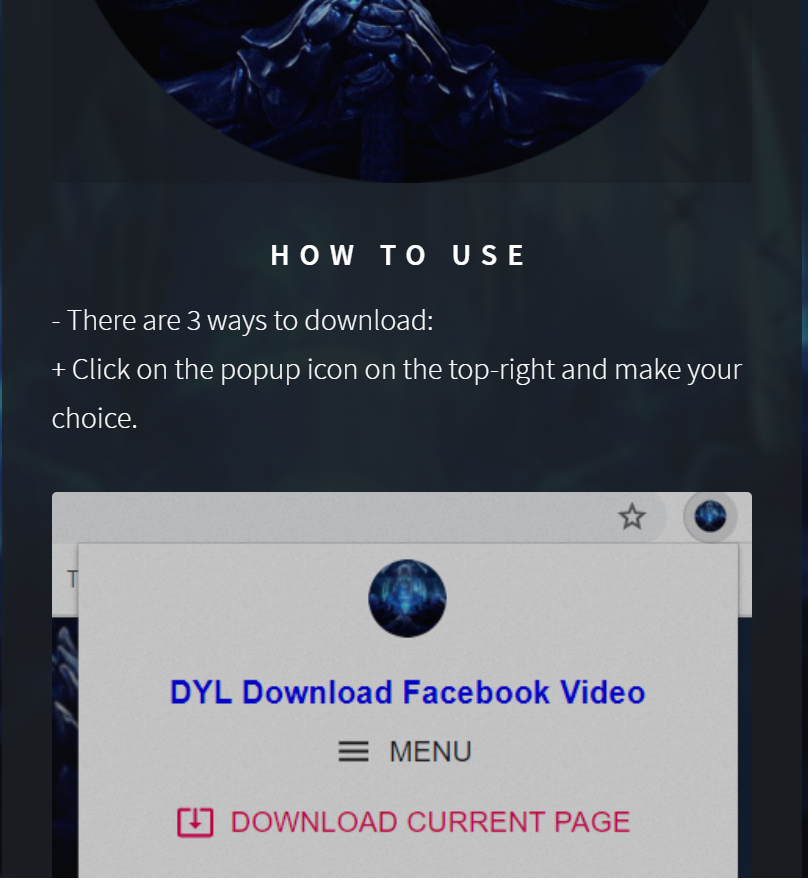 HOW TO USE
- There are 3 ways to download:
+ Click on the popup icon on the top-right and make your
choice.
T
DYL Download Facebook Video
MENU
DOWNLOAD CURRENT PAGE